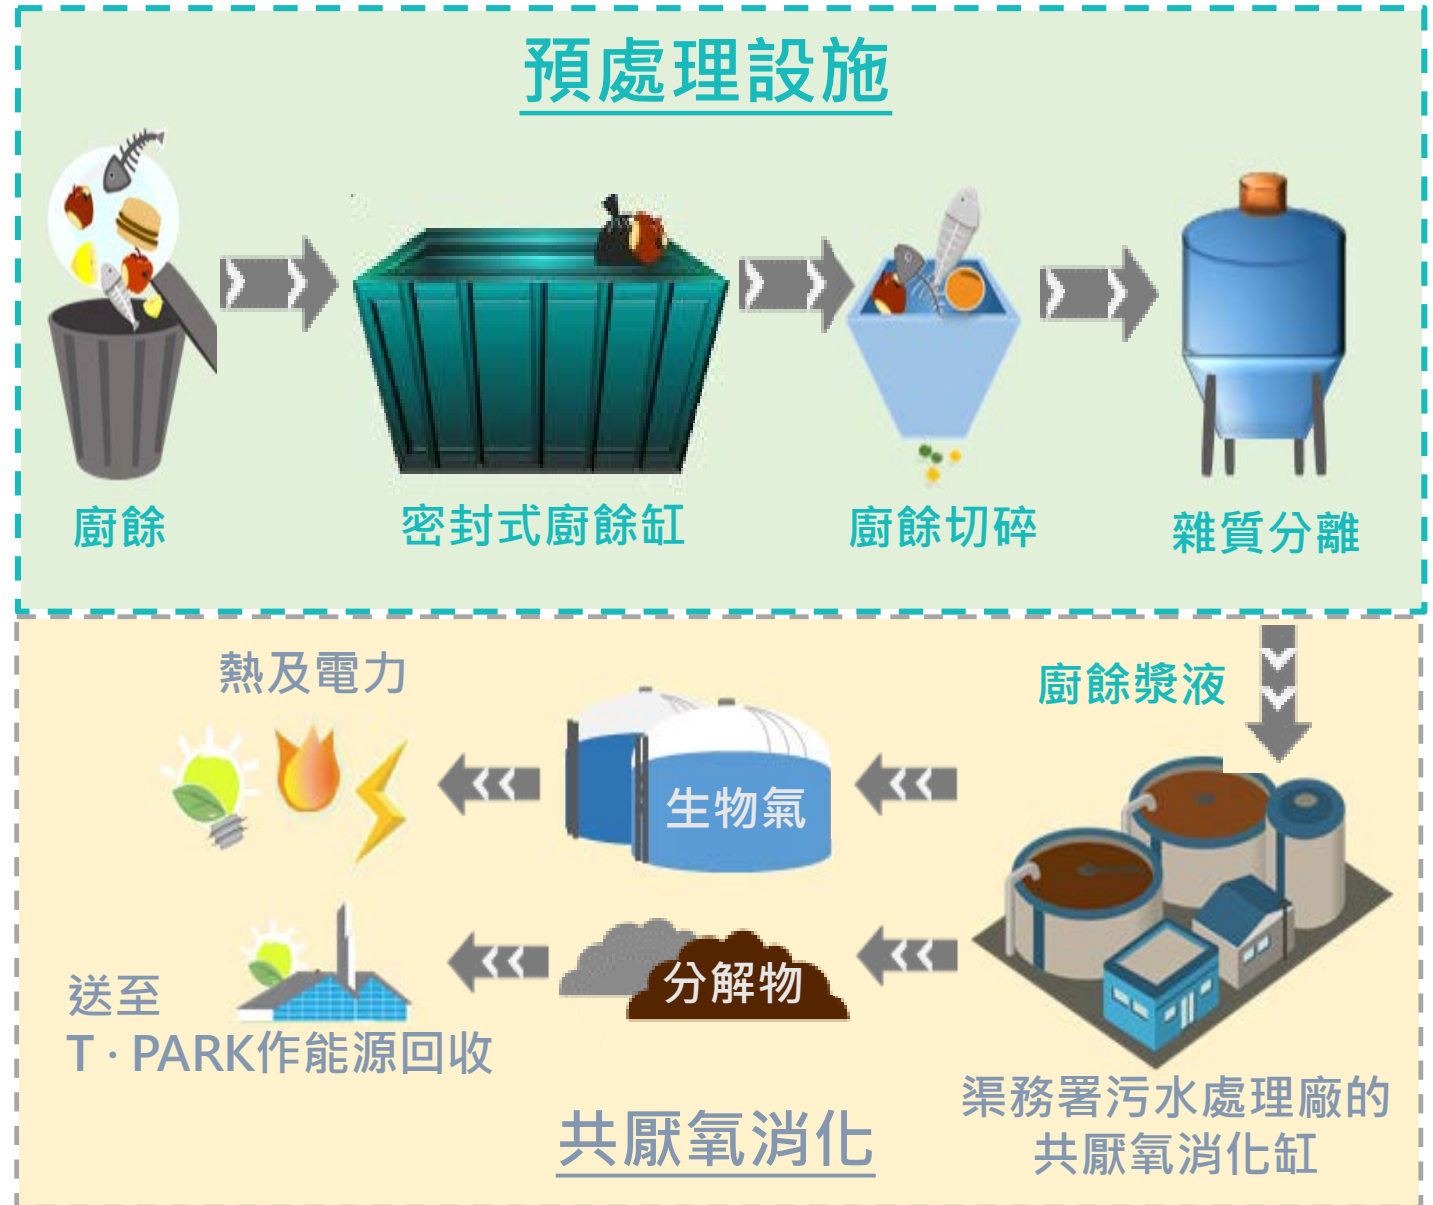 預處理設施
廚餘
密封式廚餘缸
廚餘切碎
雜質分離
廚餘漿液
熱及電力
生物氣
分解物
送至
T · PARK作能源回收
渠務署污水處理廠的
共厭氧消化缸
共厭氧消化